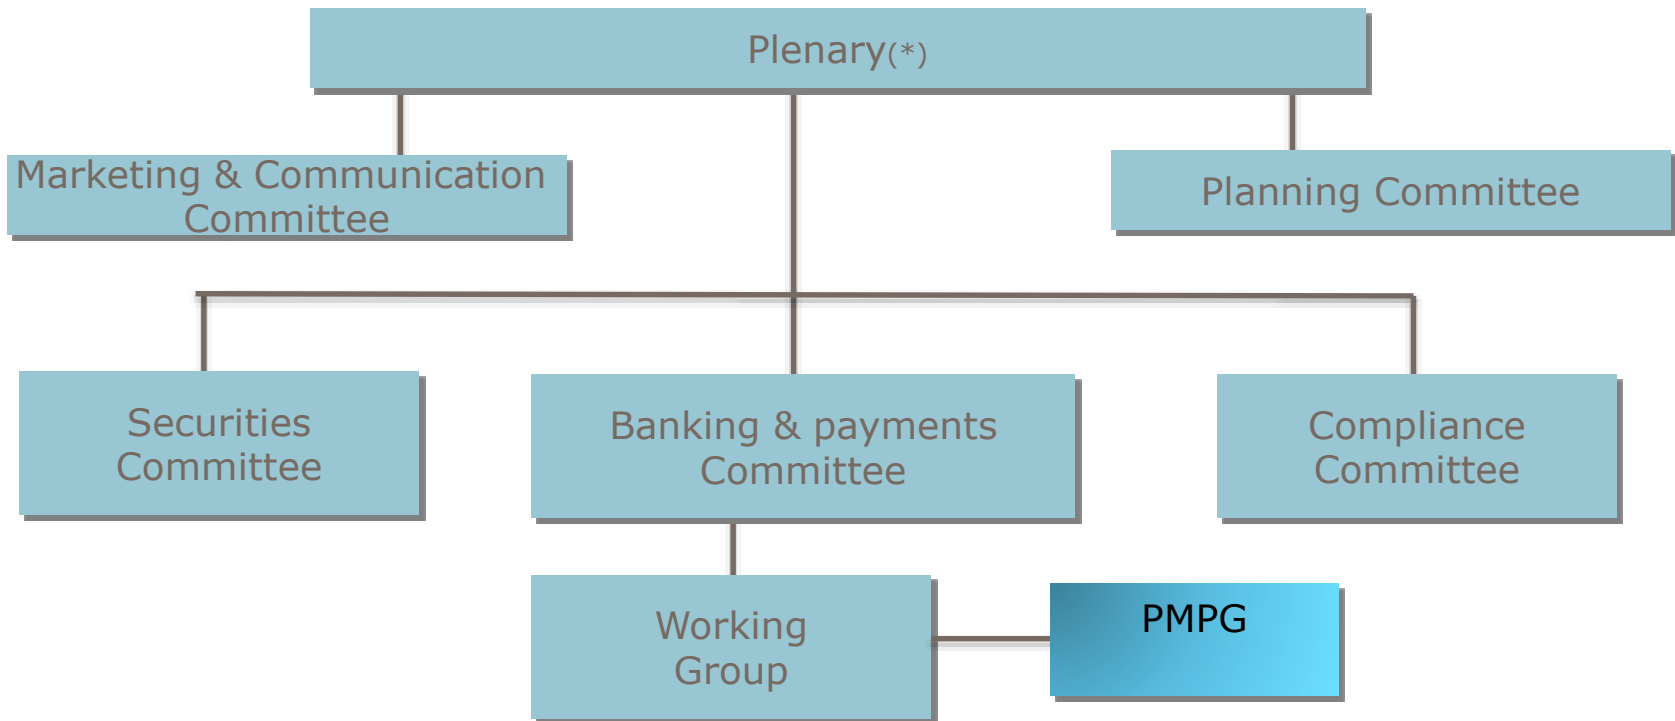 Plenary(*)
Marketing & Communication
Committee
Planning Committee
Securities
Committee
Banking & payments
Committee
Compliance
Committee
Working
Group
PMPG